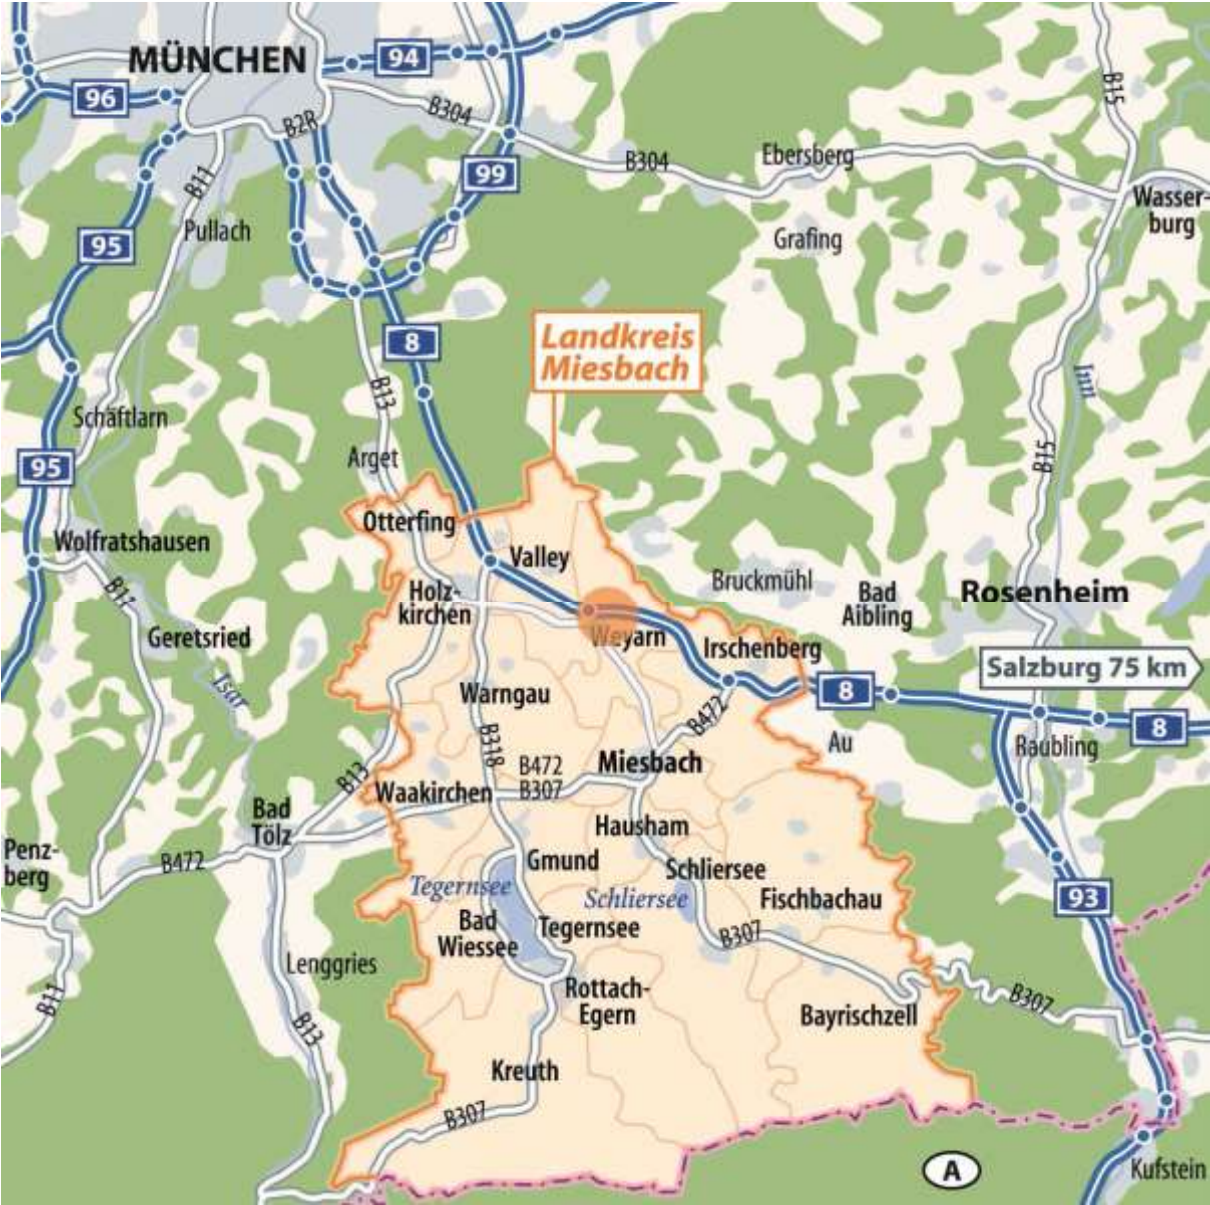 MÜNCHEN
94
96
B304
B2R
B15
B304
Ebersberg
99
B11
Wasser-
burg
Pullach
95
Grafing
8
Landkreis
Miesbach
Inn
B13
Schäftlarn
B15
Arget
95
Otterfing
Wolfratshausen
Valley
Bruckmühl
Bad
Aibling
Rosenheim
B11
Holz-
kirchen
Weyarn
Geretsried
Irschenberg
Salzburg 75 km
Isar
Warngau
8
B472
8
B318
Au
Raubling
Miesbach
B472
B13
B307
Waakirchen
Bad
Tölz
Hausham
Penz-
berg
B472
Gmund
Schliersee
Tegernsee
Schliersee
Fischbachau
93
Bad
Wiessee
Tegernsee
B307
Lenggries
Rottach-
Egern
B307
B11
Bayrischzell
B13
Kreuth
B307
A
Kufstein